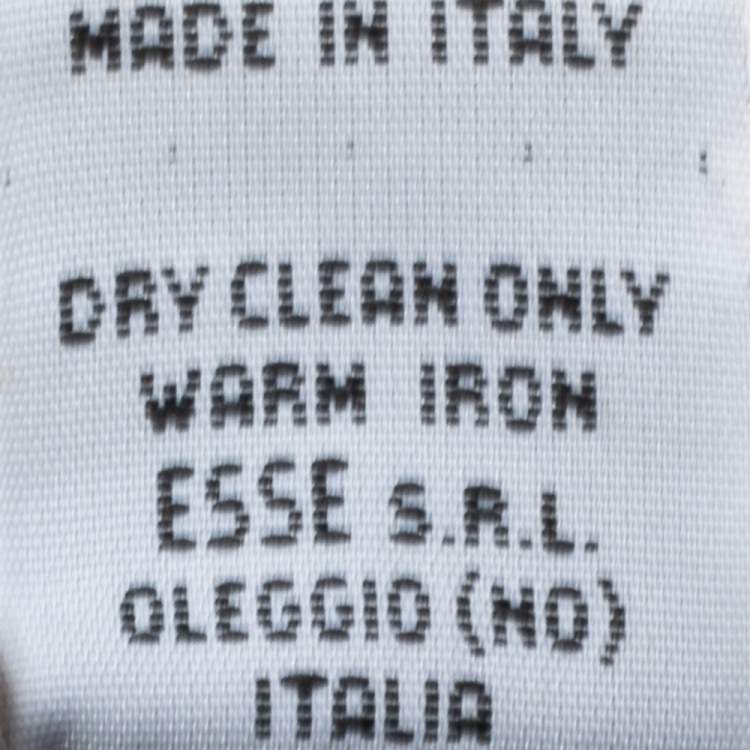 MADE IN ITALY
DRY CLEAN ONLY
WARM IRON
ESSE S.R.L.
OLEGGIO (NO)
ITALIA